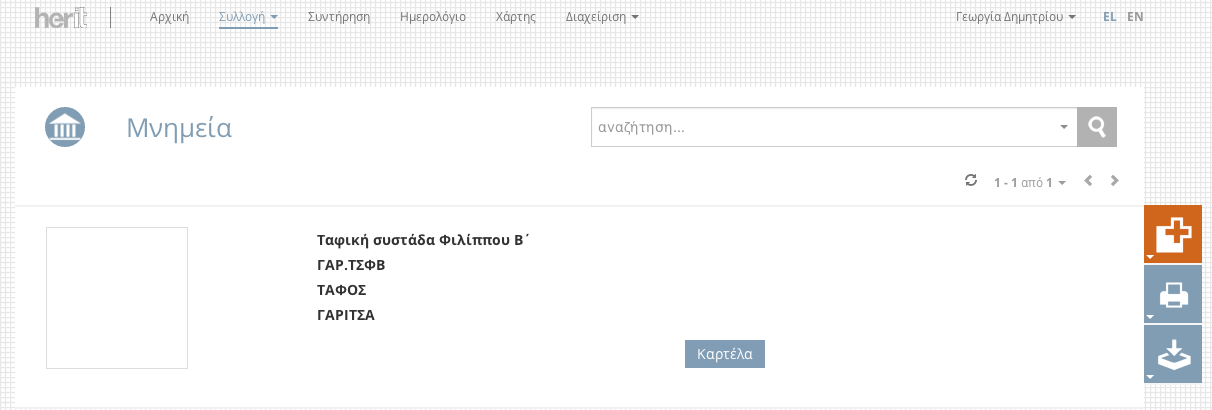 herit Αρχική Συλλογή Συντήρηση Ημερολόγιο Χάρτης Διαχείριση Γεωργία Δημητρίου EL EN
Μνημεία αναζήτηση...
1 - 1 από 1
Ταφική συστάδα Φιλίππου Β΄
ΓΑΡ.ΤΣΦΒ
ΤΑΦΟΣ
ΓΑΡΙΤΣΑ
Καρτέλα